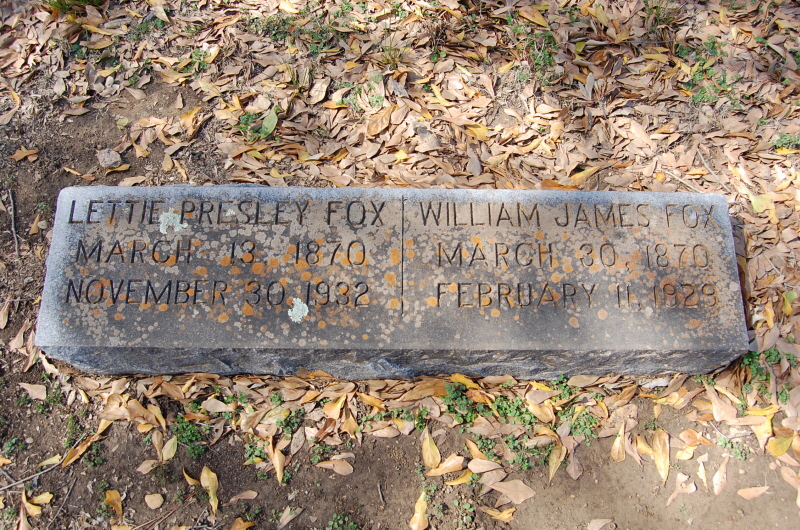 LETTIE PRESLEY FOX
MARCH 13, 1870
NOVEMBER 30, 1932
WILLIAM JAMES FOX
MARCH 30, 1870
FEBRUARY 11, 1929